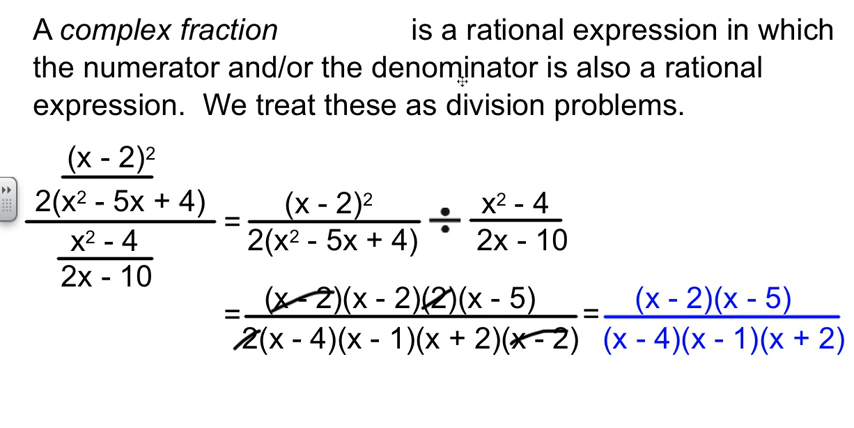 A complex fraction is a rational expression in which
the numerator and/or the denominator is also a rational
expression. We treat these as division problems.
(x - 2)²
2(x² - 5x + 4)
x² - 4
2x - 10
= (x - 2)² ÷ x² - 4
2(x² - 5x + 4) 2x - 10
= (x - 2)(x - 2)(2)(x - 5) = (x - 2)(x - 5)
2(x - 4)(x - 1)(x + 2)(x - 2) (x - 4)(x - 1)(x + 2)